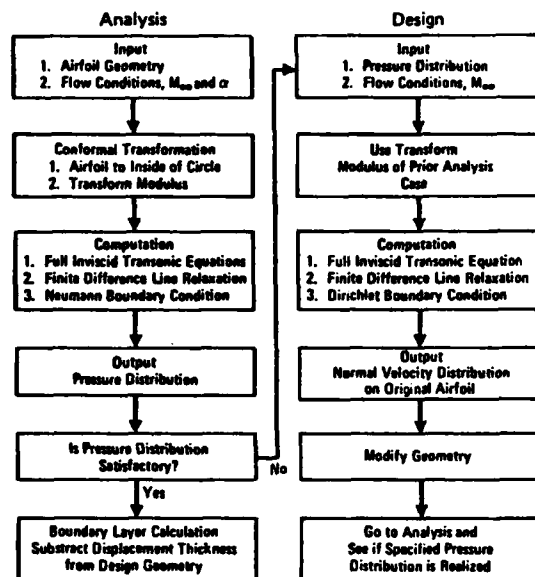 Analysis
Input
1. Airfoil Geometry
2. Flow Conditions, M∞ and α
Conformal Transformation
1. Airfoil to Inside of Circle
2. Transform Modulus
Computation
1. Full Inviscid Transonic Equations
2. Finite Difference Line Relaxation
3. Neumann Boundary Condition
Output
Pressure Distribution
Is Pressure Distribution
Satisfactory?
No
Yes
Boundary Layer Calculation
Substract Displacement Thickness
from Design Geometry
Design
Input
1. Pressure Distribution
2. Flow Conditions, M∞
Use Transform
Modulus of Prior Analysis
Case
Computation
1. Full Inviscid Transonic Equation
2. Finite Difference Line Relaxation
3. Dirichlet Boundary Condition
Output
Normal Velocity Distribution
on Original Airfoil
Modify Geometry
Go to Analysis and
See if Specified Pressure
Distribution is Realized